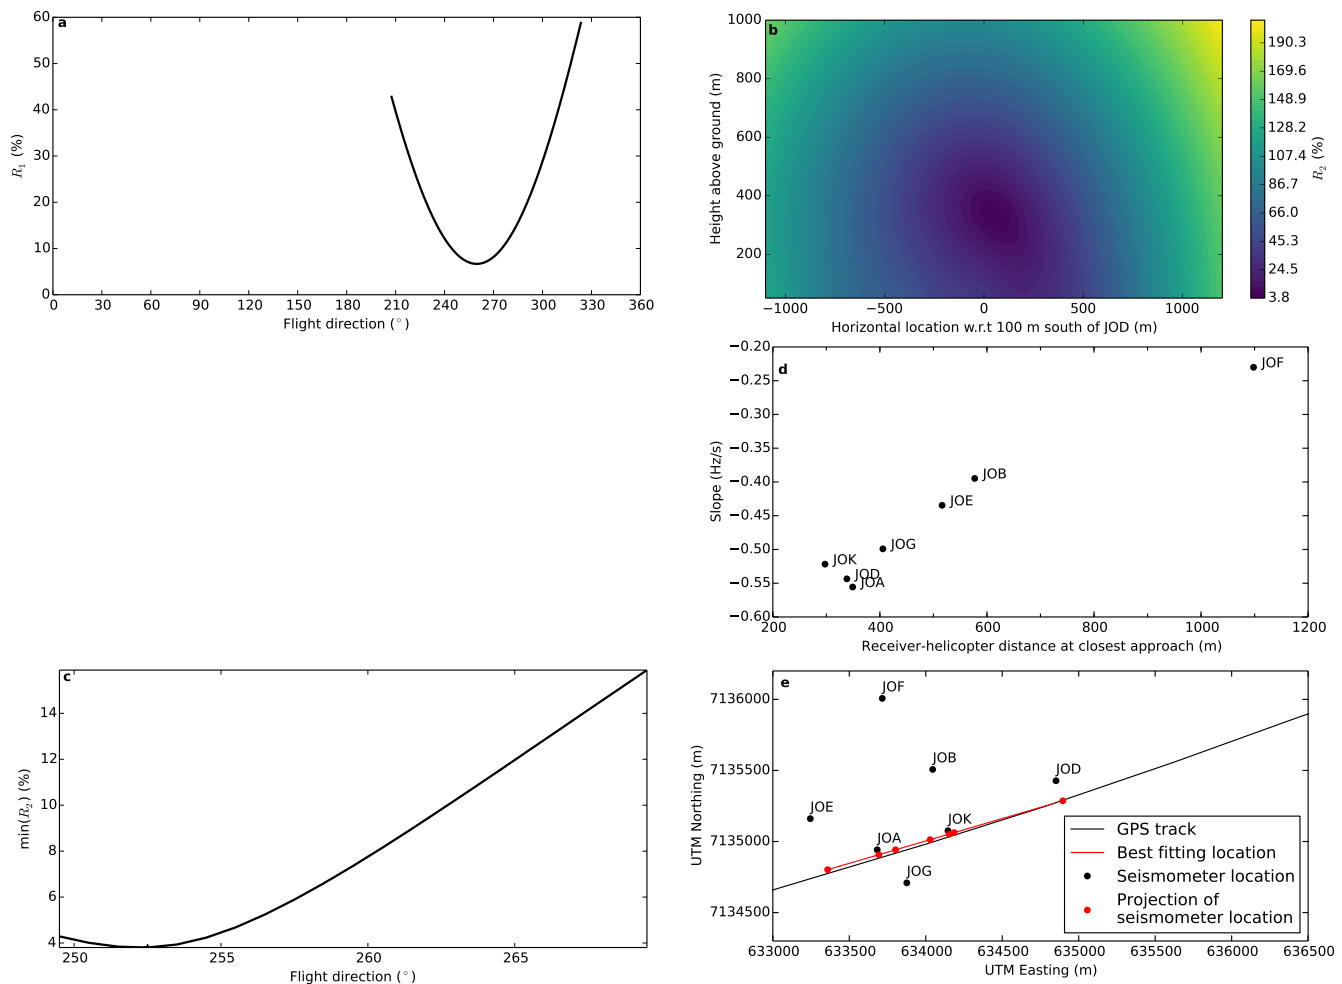 a
60
50
40
30
20
10
0
R1 (%)
0 30 60 90 120 150 180 210 240 270 300 330 360
Flight direction (°)
b
1000
800
600
400
200
Height above ground (m)
−1000 −500 0 500 1000
Horizontal location w.r.t 100 m south of JOD (m)
190.3
169.6
148.9
128.2
107.4
86.7
66.0
45.3
24.5
3.8
R2 (%)
d
−0.20
−0.25
−0.30
−0.35
−0.40
−0.45
−0.50
−0.55
−0.60
Slope (Hz/s)
JOF
JOB
JOE
JOG
JOK
JOD
JOA
200 400 600 800 1000 1200
Receiver-helicopter distance at closest approach (m)
c
14
12
10
8
6
4
min(R2) (%)
250 255 260 265
Flight direction (°)
e
7136000
7135500
7135000
7134500
UTM Northing (m)
JOF
JOB
JOD
JOE
JOK
JOA
JOG
GPS track
Best fitting location
Seismometer location
Projection of
seismometer location
633000 633500 634000 634500 635000 635500 636000 636500
UTM Easting (m)